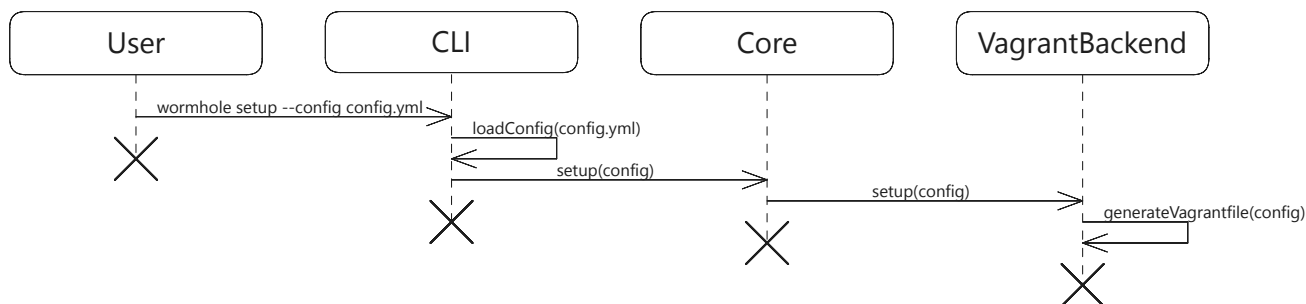 User
CLI
Core
VagrantBackend
wormhole setup --config config.yml
loadConfig(config.yml)
setup(config)
setup(config)
generateVagrantfile(config)